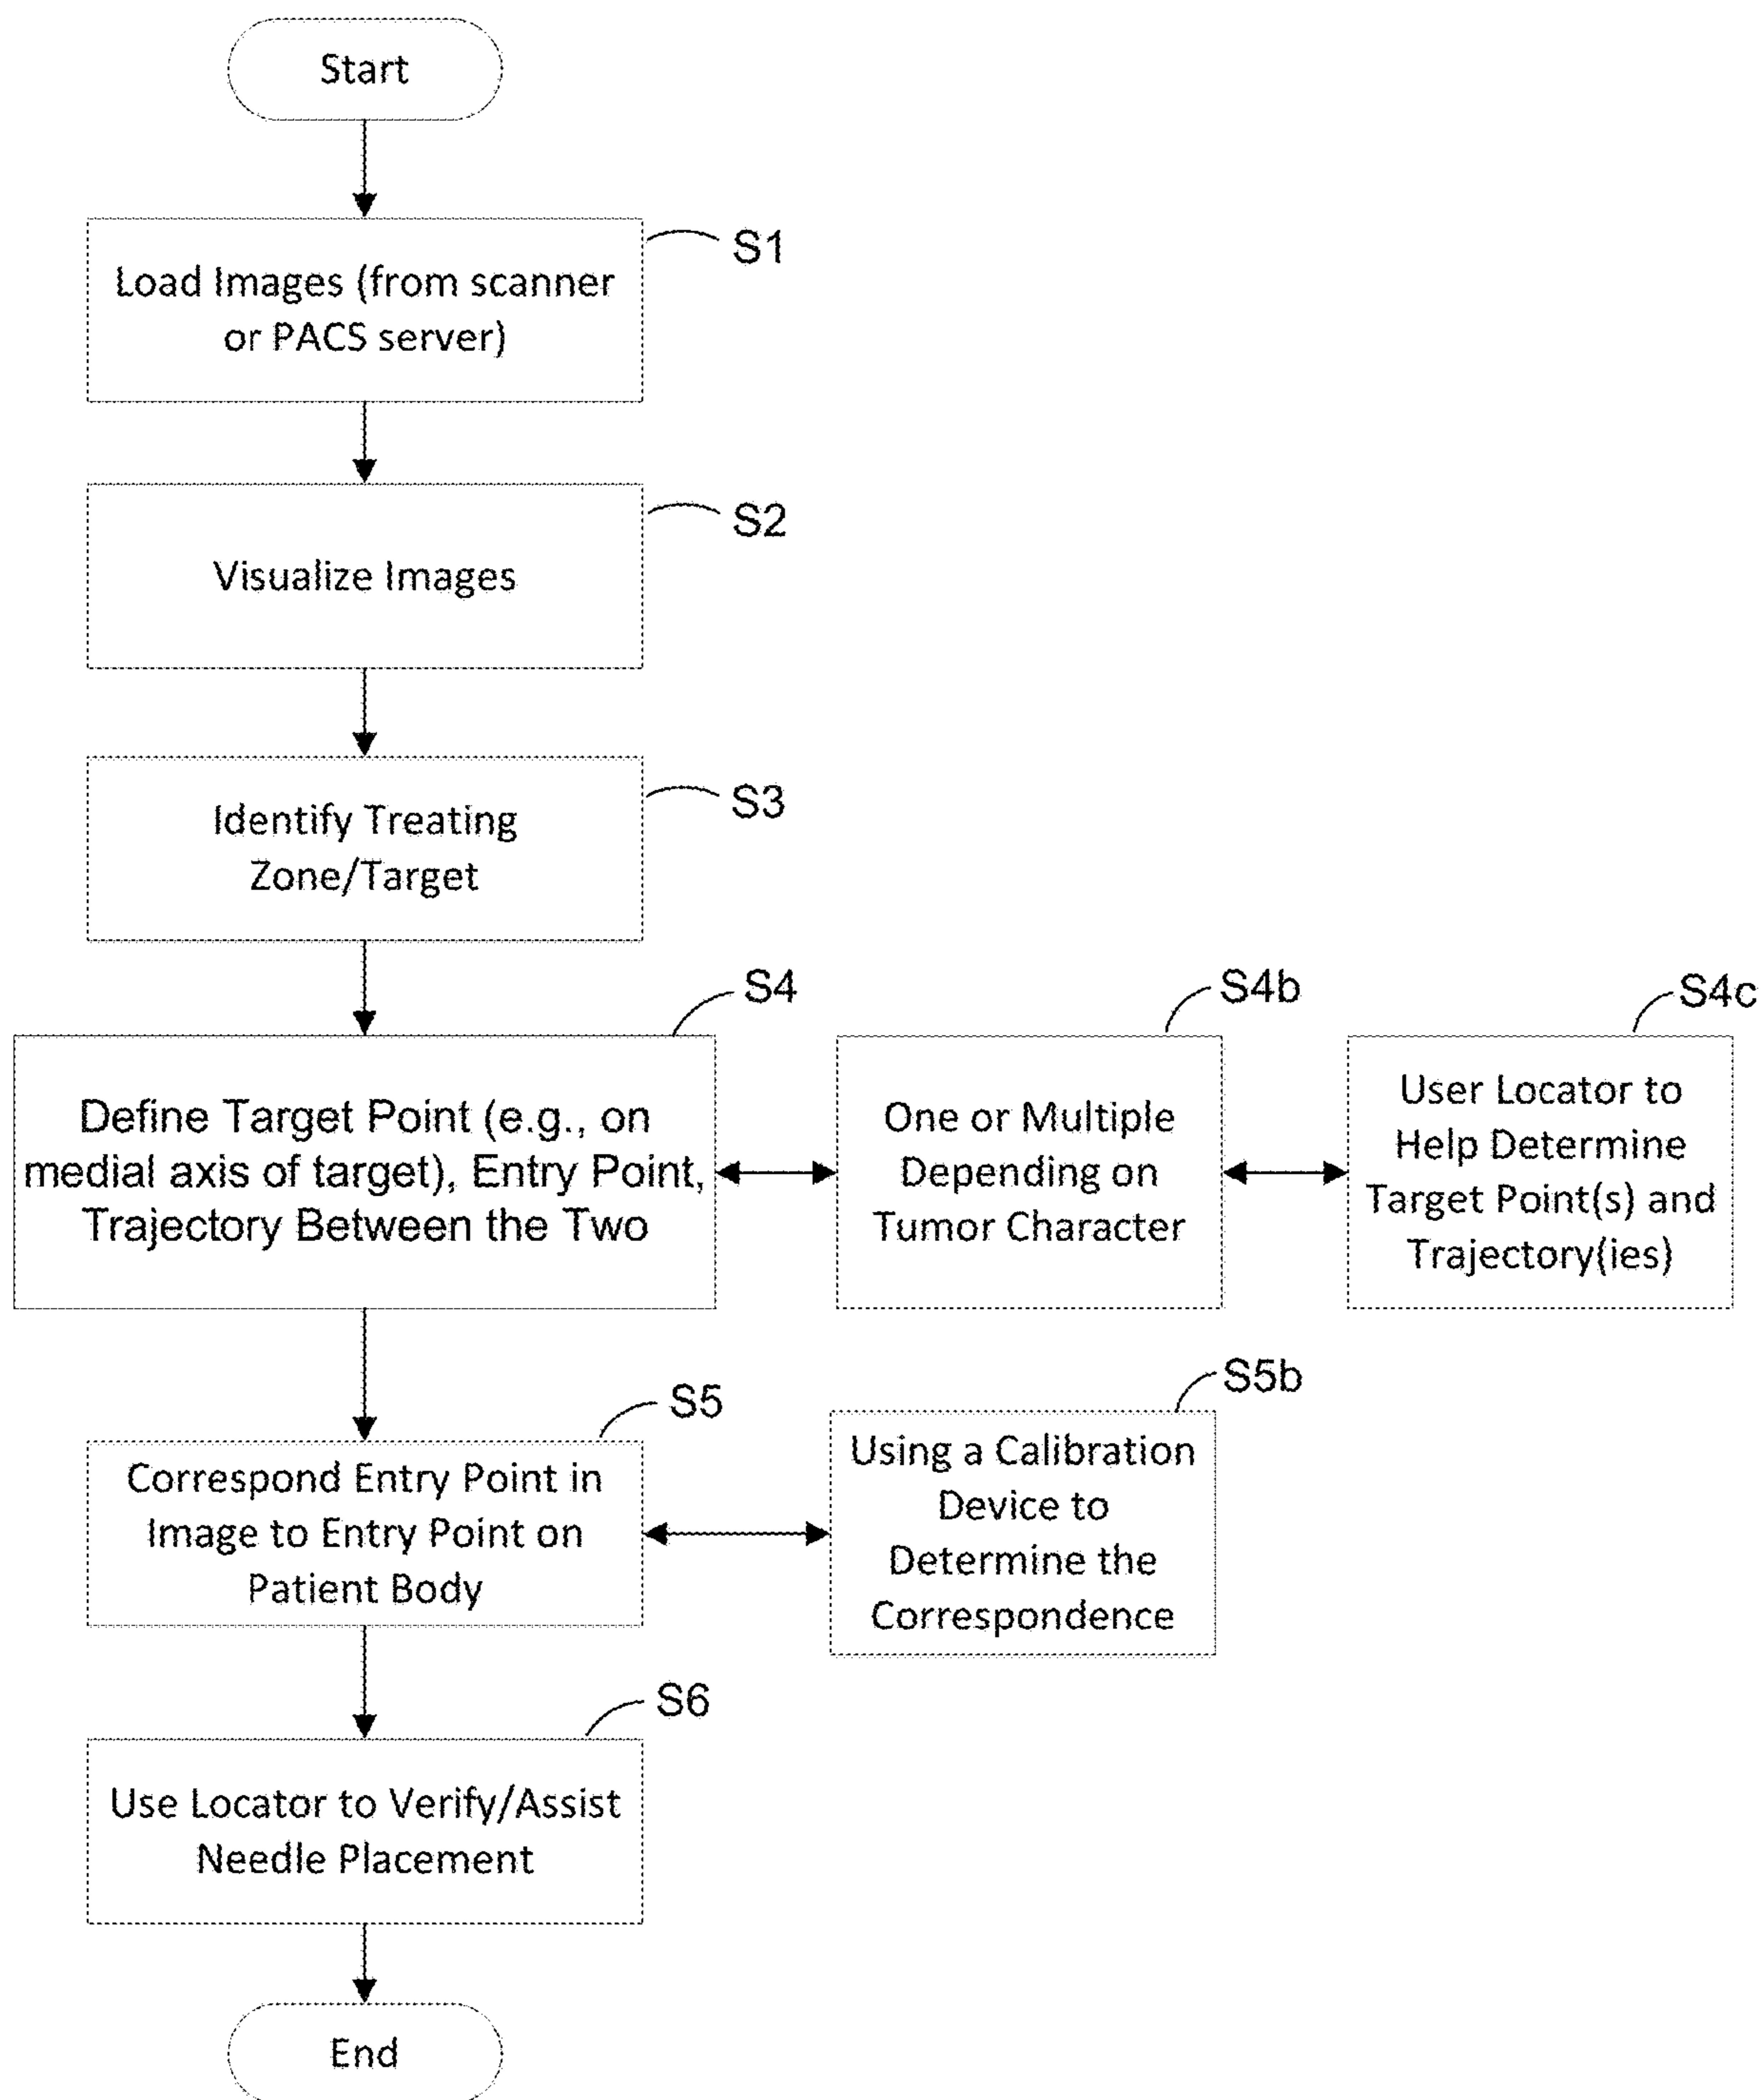 Start
S1
Load Images (from scanner
or PACS server)
S2
Visualize Images
S3
Identify Treating
Zone/Target
S4
Define Target Point (e.g., on
medial axis of target), Entry Point,
Trajectory Between the Two
S4b
One or Multiple
Depending on
Tumor Character
S4c
User Locator to
Help Determine
Target Point(s) and
Trajectory(ies)
S5
Correspond Entry Point in
Image to Entry Point on
Patient Body
S5b
Using a Calibration
Device to
Determine the
Correspondence
S6
Use Locator to Verify/Assist
Needle Placement
End